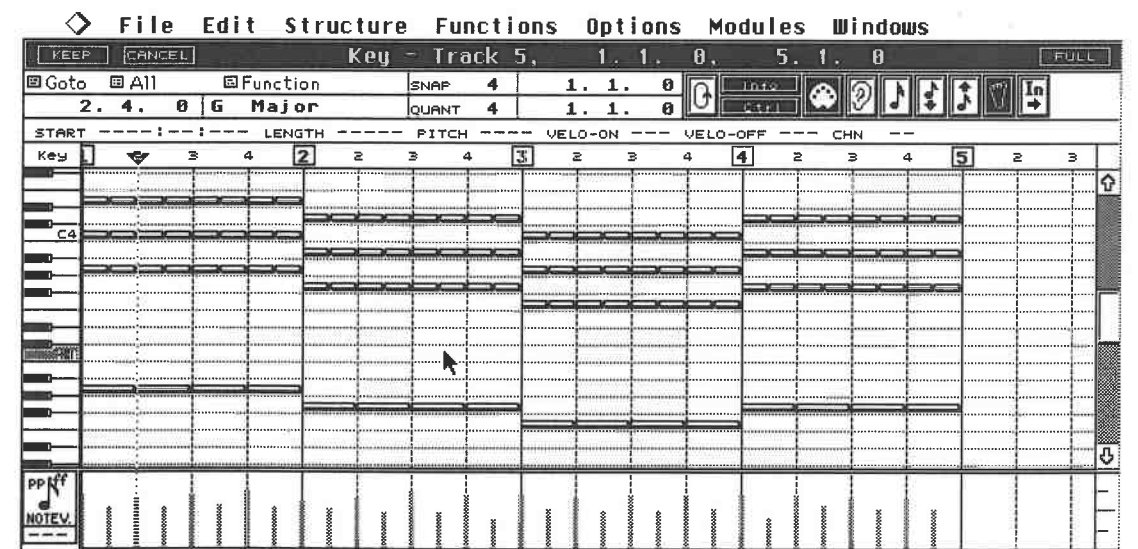 File Edit Structure Functions Options Modules Windows
KEEP CANCEL Key - Track 5, 1. 1. 0, 5. 1. 0 FULL
Goto All Function SNAP 4 1. 1. 0 Info In
2. 4. 0 G Major QUANT 4 1. 1. 0 Ctrl
START ----:--:--- LENGTH ----- PITCH ---- VELO-ON --- VELO-OFF --- CHN --
Key 1 2 3 4 2 2 3 4 3 2 3 4 4 2 3 4 5 2 3
C4
PP ff
NOTEV.
---